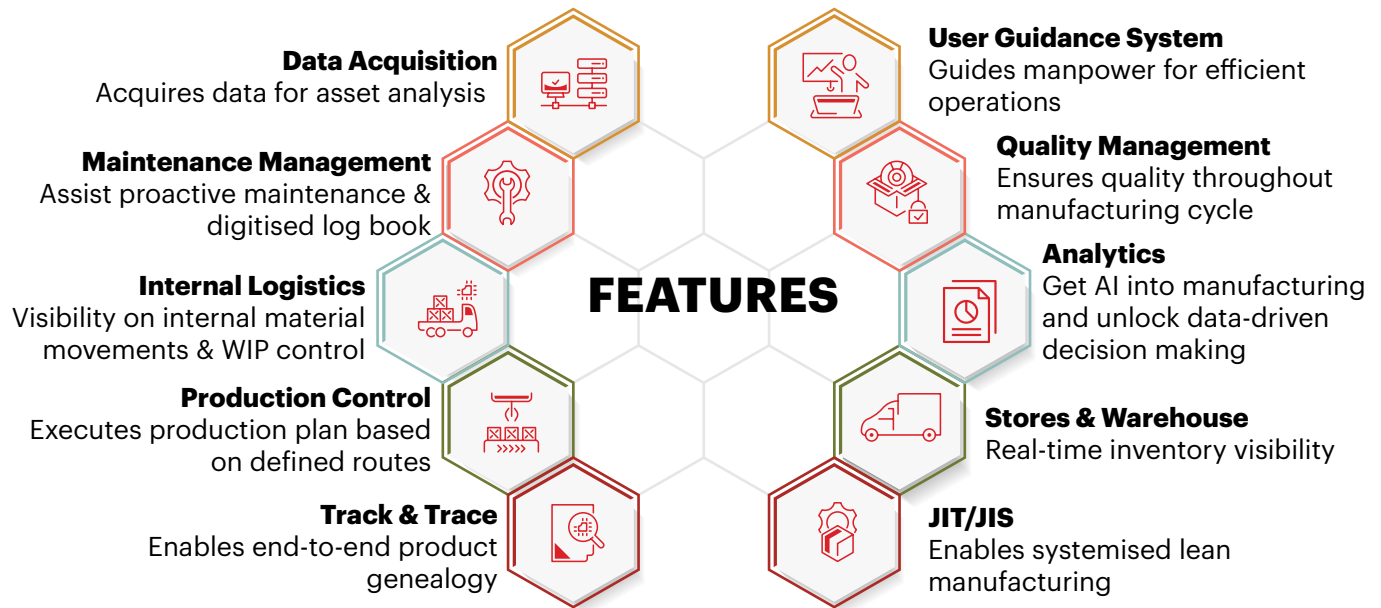 Data Acquisition
Acquires data for asset analysis
Maintenance Management
Assist proactive maintenance &
digitised log book
Internal Logistics
Visibility on internal material
movements & WIP control
Production Control
Executes production plan based
on defined routes
Track & Trace
Enables end-to-end product
genealogy
FEATURES
User Guidance System
Guides manpower for efficient
operations
Quality Management
Ensures quality throughout
manufacturing cycle
Analytics
Get AI into manufacturing
and unlock data-driven
decision making
Stores & Warehouse
Real-time inventory visibility
JIT/JIS
Enables systemised lean
manufacturing